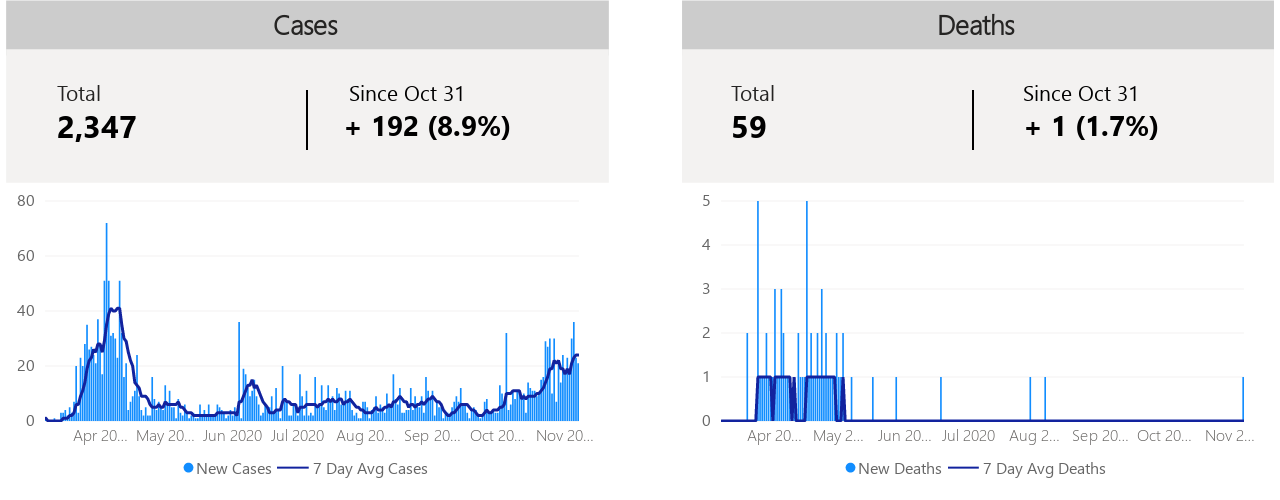 Cases
Total
2,347
Since Oct 31
+ 192 (8.9%)
80
60
40
20
0
Apr 20... May 20... Jun 2020 Jul 2020 Aug 20... Sep 20... Oct 20... Nov 20...
New Cases 7 Day Avg Cases
Deaths
Total
59
Since Oct 31
+ 1 (1.7%)
5
4
3
2
1
0
Apr 20... May 2... Jun 20... Jul 2020 Aug 2... Sep 20... Oct 20... Nov 2...
New Deaths 7 Day Avg Deaths